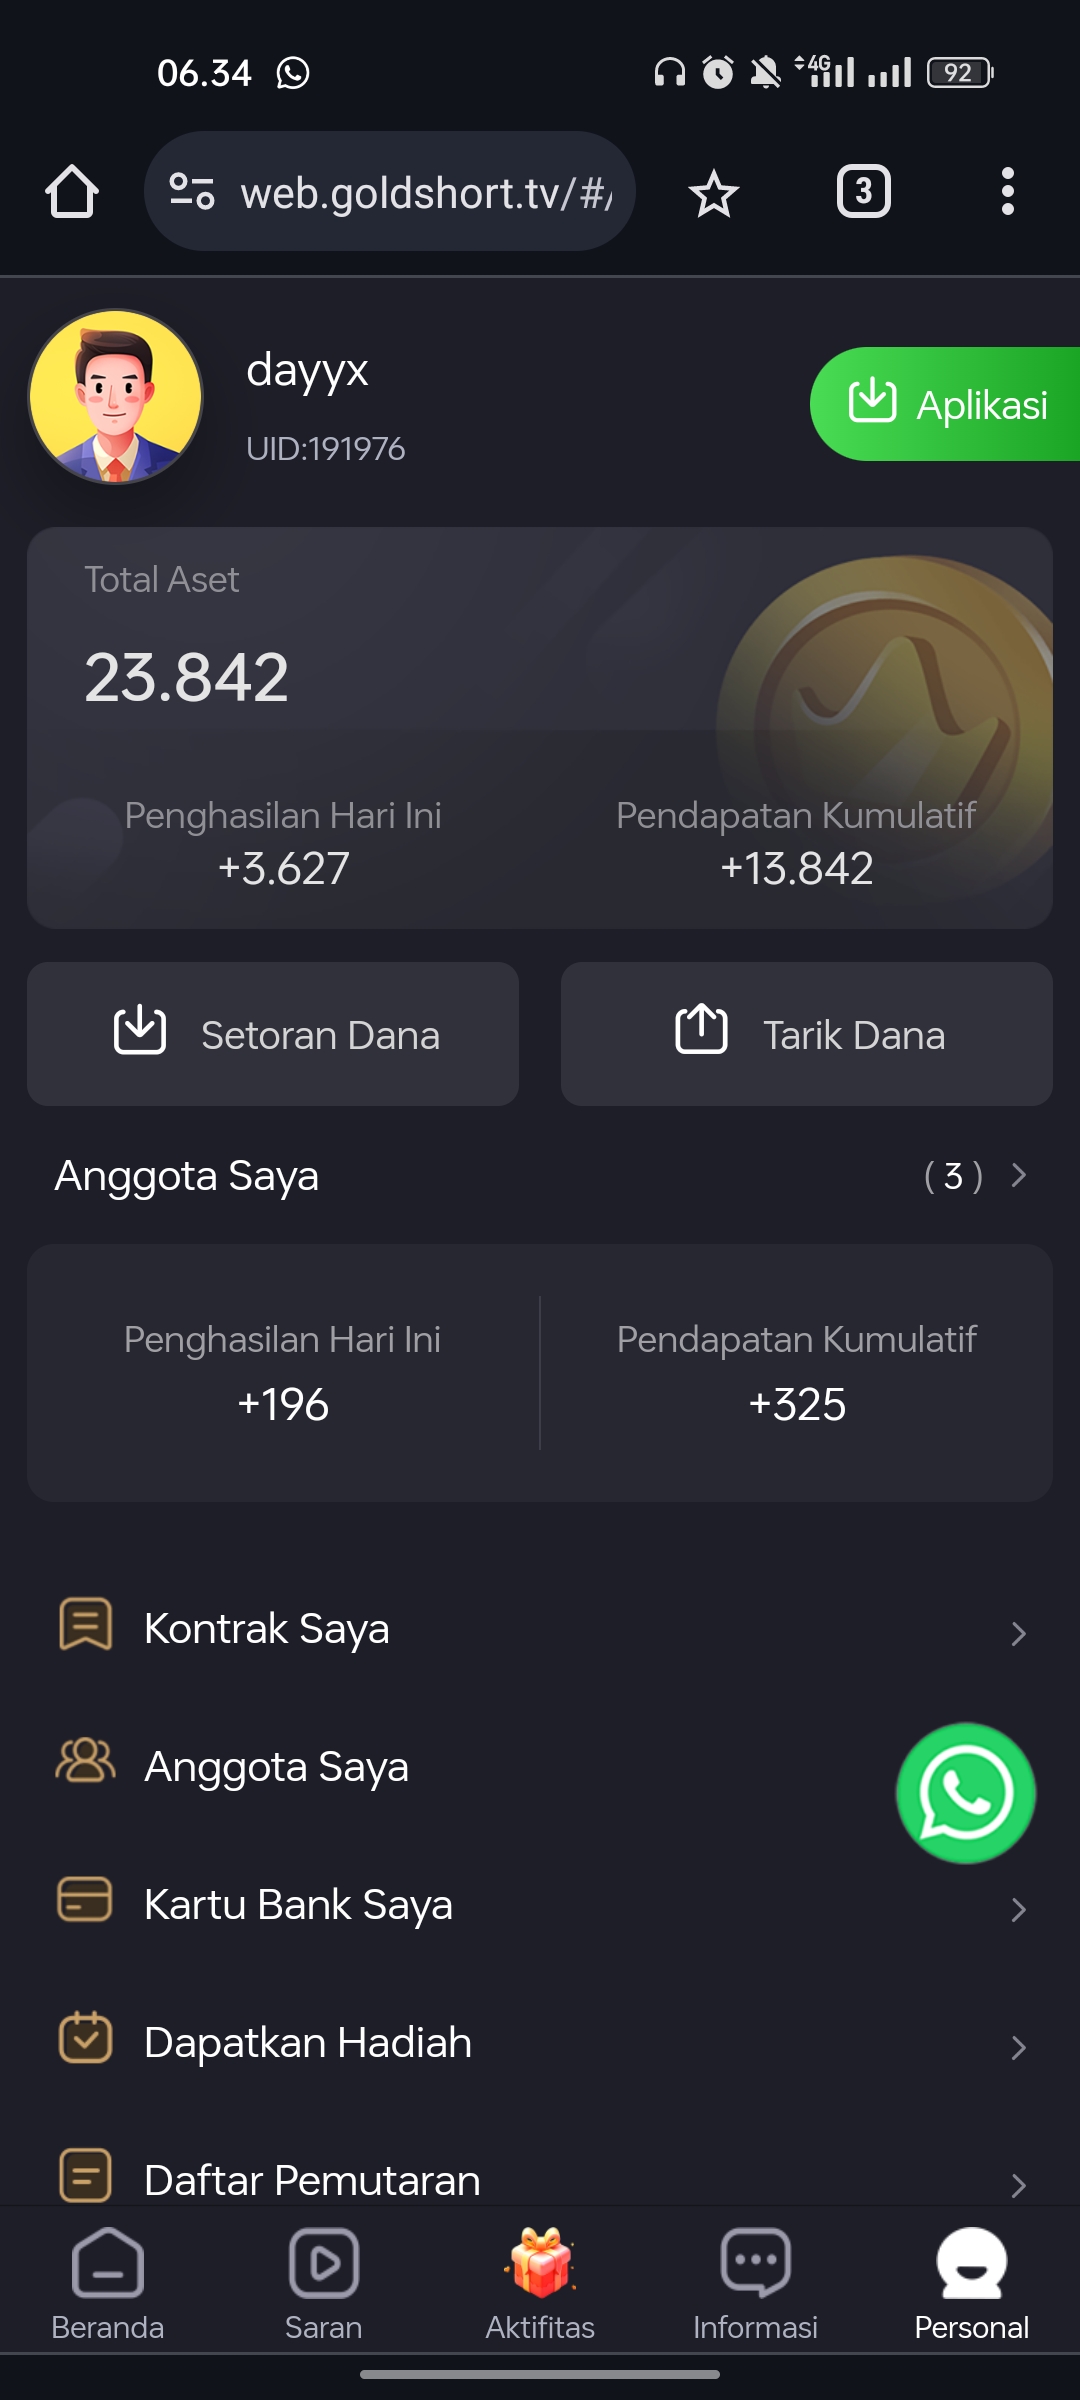 06.34
4G
92
web.goldshort.tv/#/
3
dayyx
UID:191976
Aplikasi
Total Aset
23.842
Penghasilan Hari Ini
Pendapatan Kumulatif
+3.627
+13.842
Setoran Dana
Tarik Dana
Anggota Saya
( 3 )
Penghasilan Hari Ini
Pendapatan Kumulatif
+196
+325
Kontrak Saya
Anggota Saya
Kartu Bank Saya
Dapatkan Hadiah
Daftar Pemutaran
Beranda
Saran
Aktifitas
Informasi
Personal